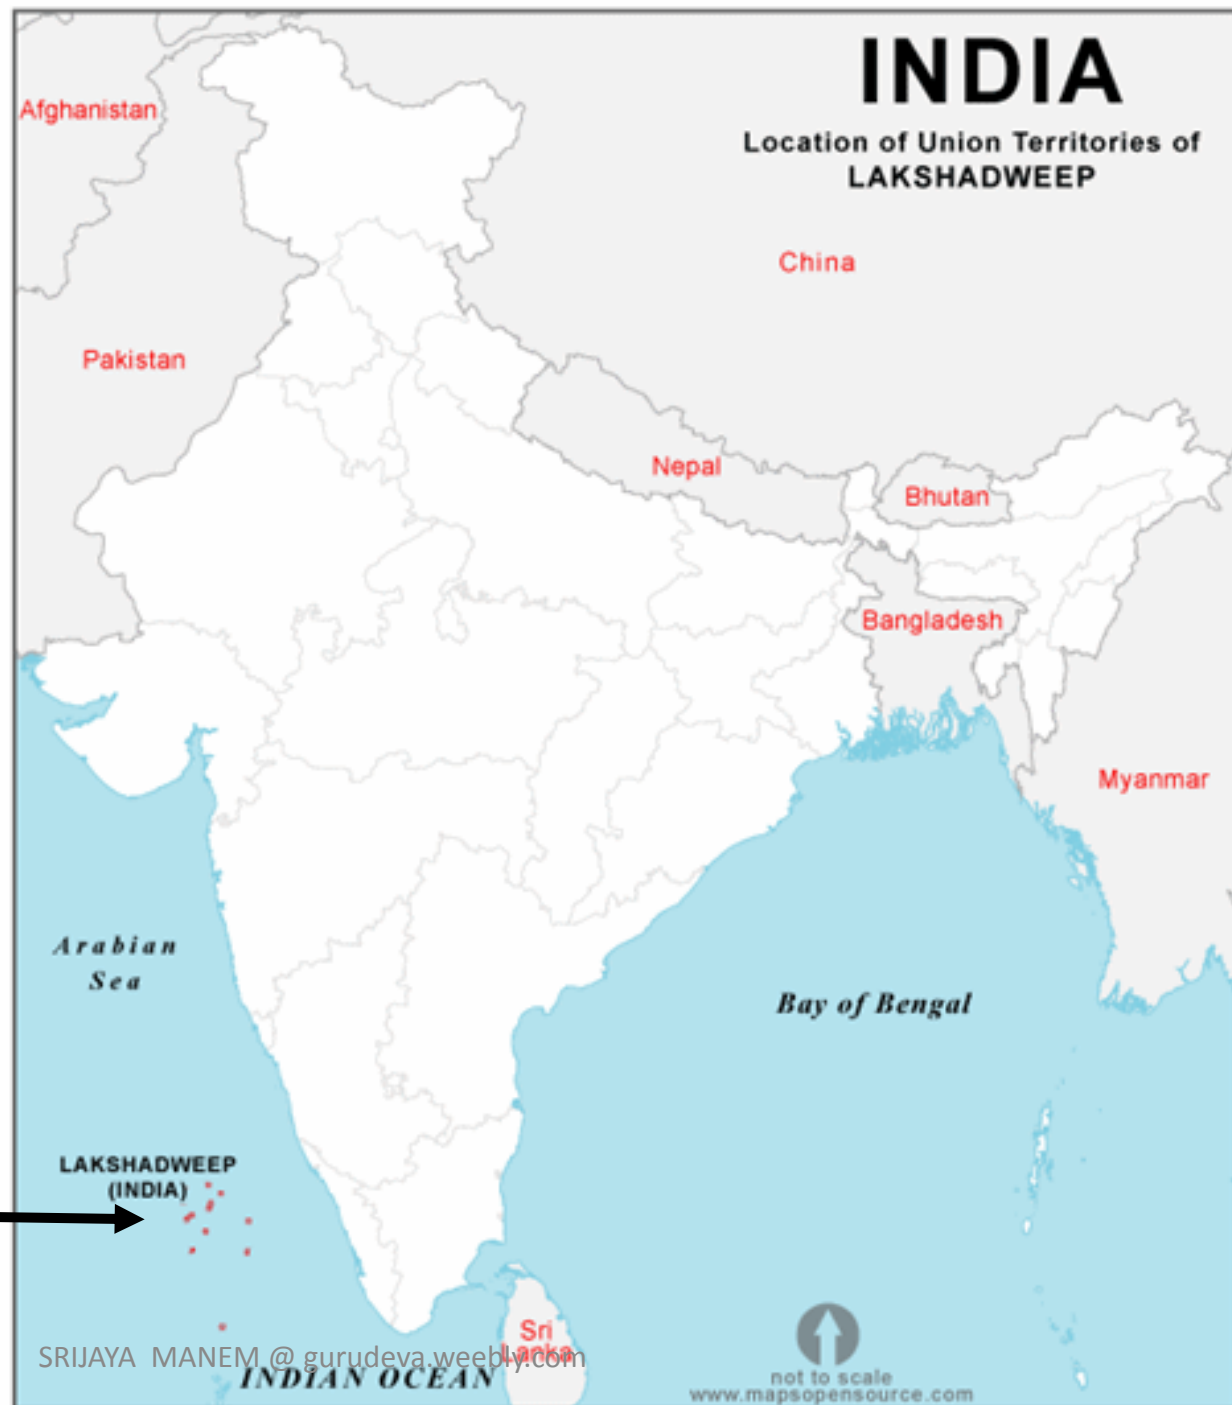 INDIA
Location of Union Territories of
LAKSHADWEEP
Afghanistan
China
Pakistan
Nepal
Bhutan
Bangladesh
Myanmar
Arabian
Sea
Bay of Bengal
LAKSHADWEEP
(INDIA)
Sri
Lanka
SRIJAYA MANEM @ gurudeva.weebly.com
INDIAN OCEAN
not to scale
www.mapsopensource.com